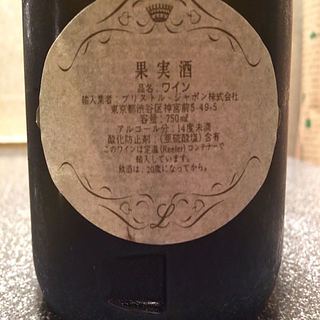 果実酒
品名：ワイン
輸入業者：ブリストル・ジャポン株式会社
東京都渋谷区神宮前5-49-5
容量：750㎖
アルコール分：14度未満
酸化防止剤：(亜硫酸塩)含有
このワインは定温(Reefer)コンテナーで
輸入しています。
飲酒は、20歳になってから。
L